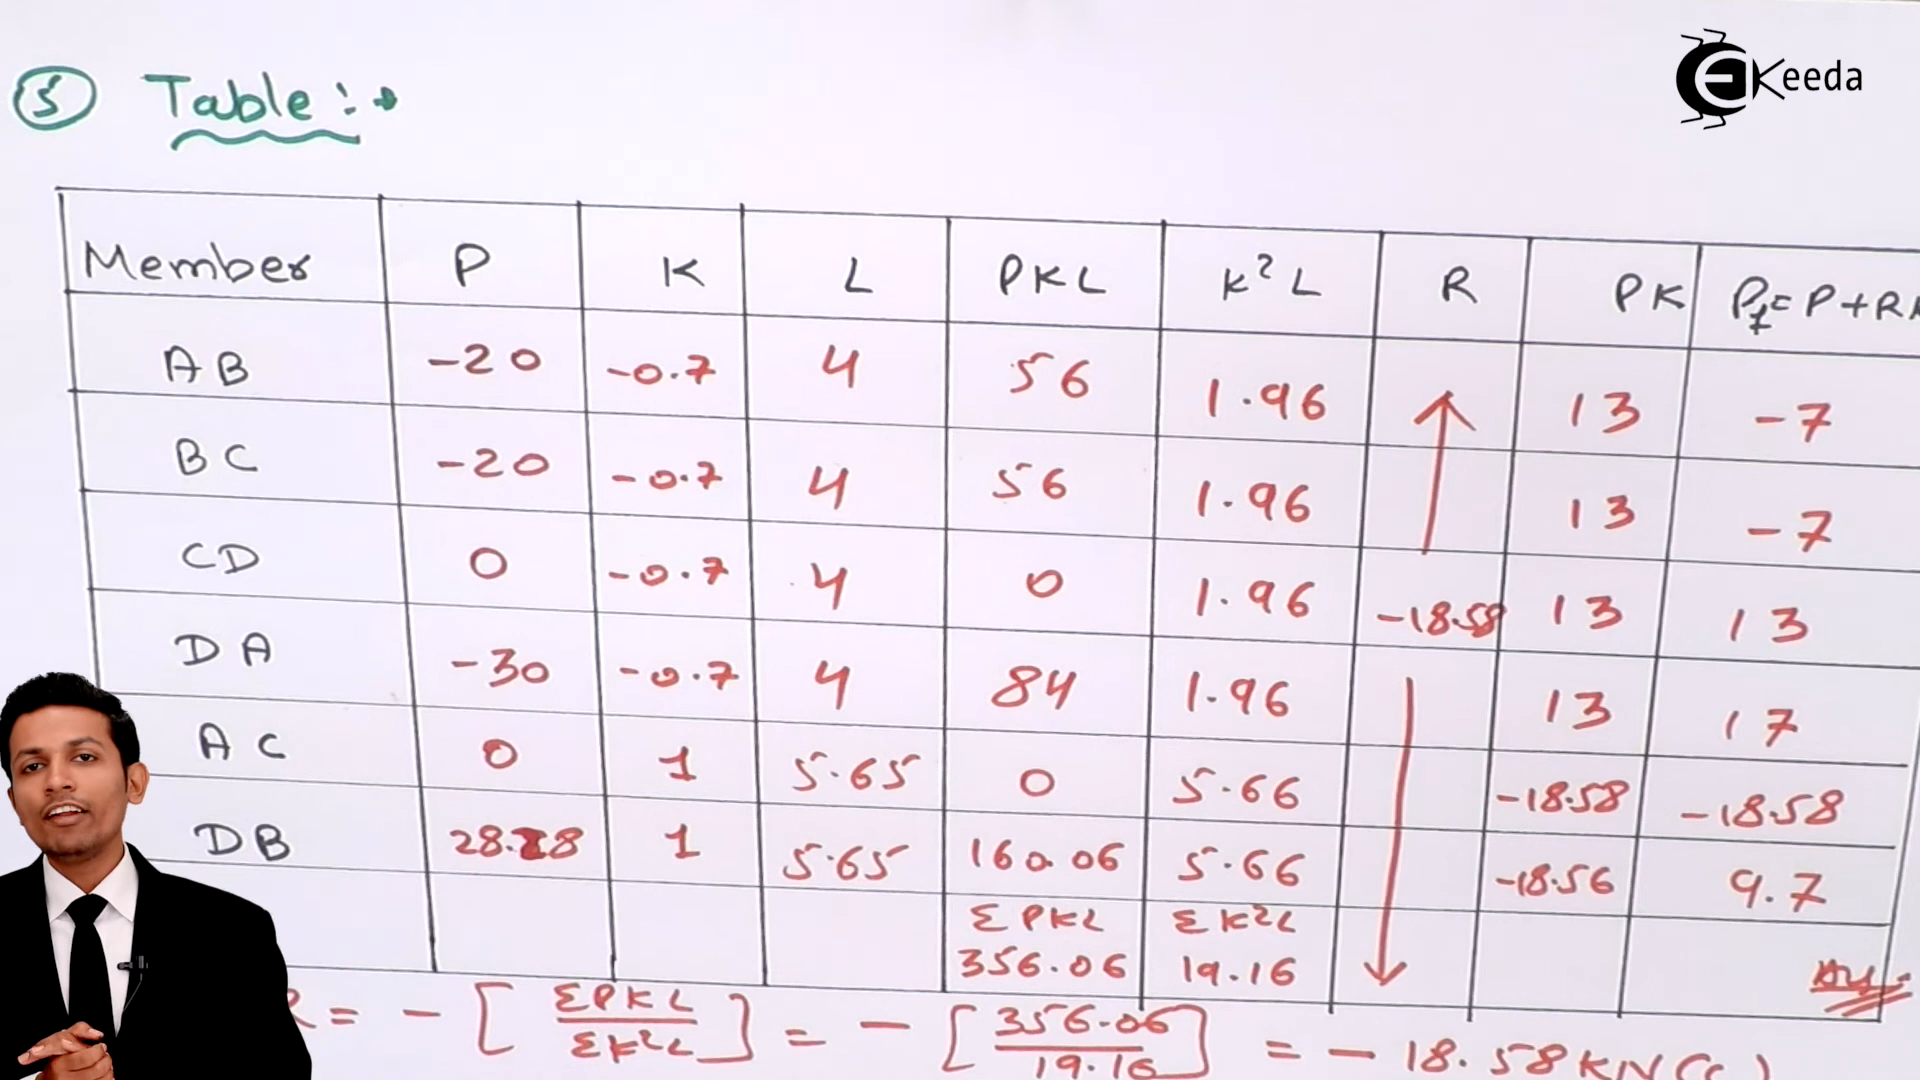 EKeeda
5 Table :→
Member P K L PKL K²L R PK Pf = P + R
AB -20 -0.7 4 56 1.96 13 -7
BC -20 -0.7 4 56 1.96 13 -7
CD 0 -0.7 4 0 1.96 -18.58 13 13
DA -30 -0.7 4 84 1.96 13 17
AC 0 1 5.65 0 5.66 -18.58 -18.58
DB 1 5.65 160.06 5.66 -18.56 9.7
ΣPKL ΣK²L
356.06 19.16 Ans
R = - [ ΣPKL / ΣK²L ] = - [ 356.06 / 19.16 ] = - 18.58 KN (C)